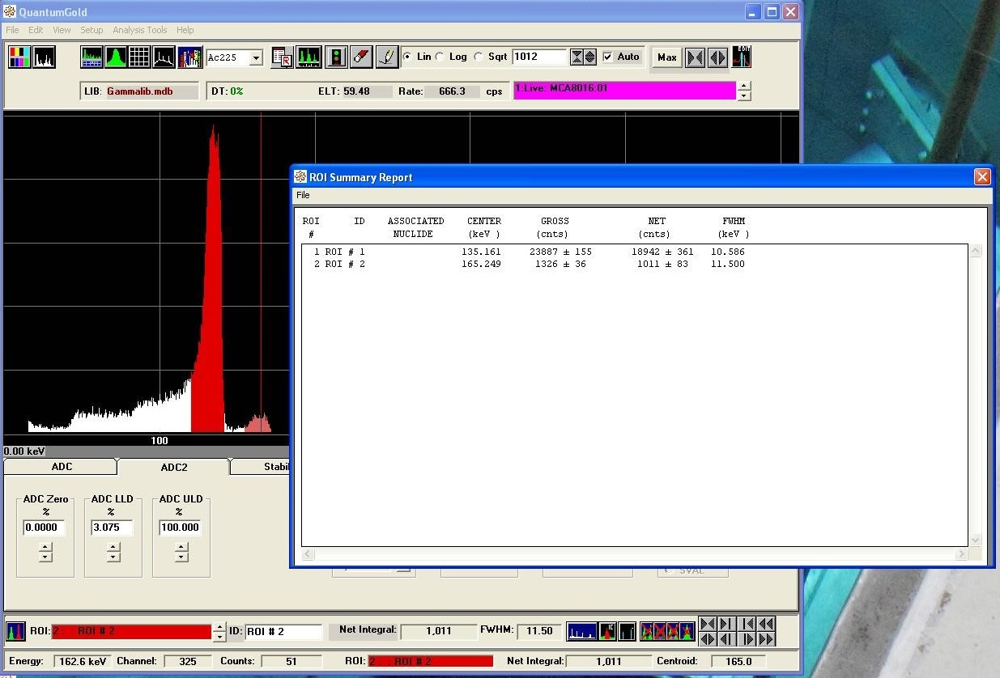 QuantumGold
File Edit View Setup Analysis Tools Help
Ac225 Lin Log Sqrt 1012 Auto Max EDIT
LIB: Gammalib.mdb DT: 0% ELT: 59.48 Rate: 666.3 cps 1:Live: MCA8016:01
ROI Summary Report
File
ROI ID ASSOCIATED CENTER GROSS NET FWHM
# NUCLIDE (keV ) (cnts) (cnts) (keV )
1 ROI # 1 135.161 23887 ± 155 18942 ± 361 10.586
2 ROI # 2 165.249 1326 ± 36 1011 ± 83 11.500
100
0.00 keV
ADC ADC2 Stabi
ADC Zero ADC LLD ADC ULD
% % %
0.0000 3.075 100.000
SVAL
ROI: 2 : ROI # 2 ID: ROI # 2 Net Integral: 1,011 FWHM: 11.50
Energy: 162.6 keV Channel: 325 Counts: 51 ROI: 2 : ROI # 2 Net Integral: 1,011 Centroid: 165.0